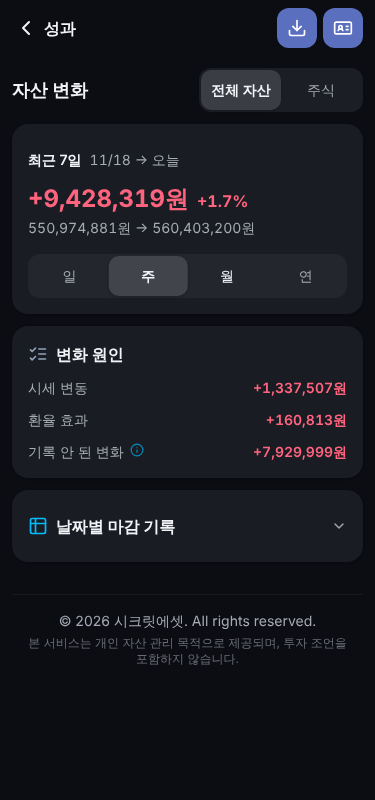 성과
자산 변화
전체 자산 주식
최근 7일 11/18 → 오늘
+9,428,319원 +1.7%
550,974,881원 → 560,403,200원
일 주 월 연
변화 원인
시세 변동 +1,337,507원
환율 효과 +160,813원
기록 안 된 변화 +7,929,999원
날짜별 마감 기록
© 2026 시크릿에셋. All rights reserved.
본 서비스는 개인 자산 관리 목적으로 제공되며, 투자 조언을
포함하지 않습니다.